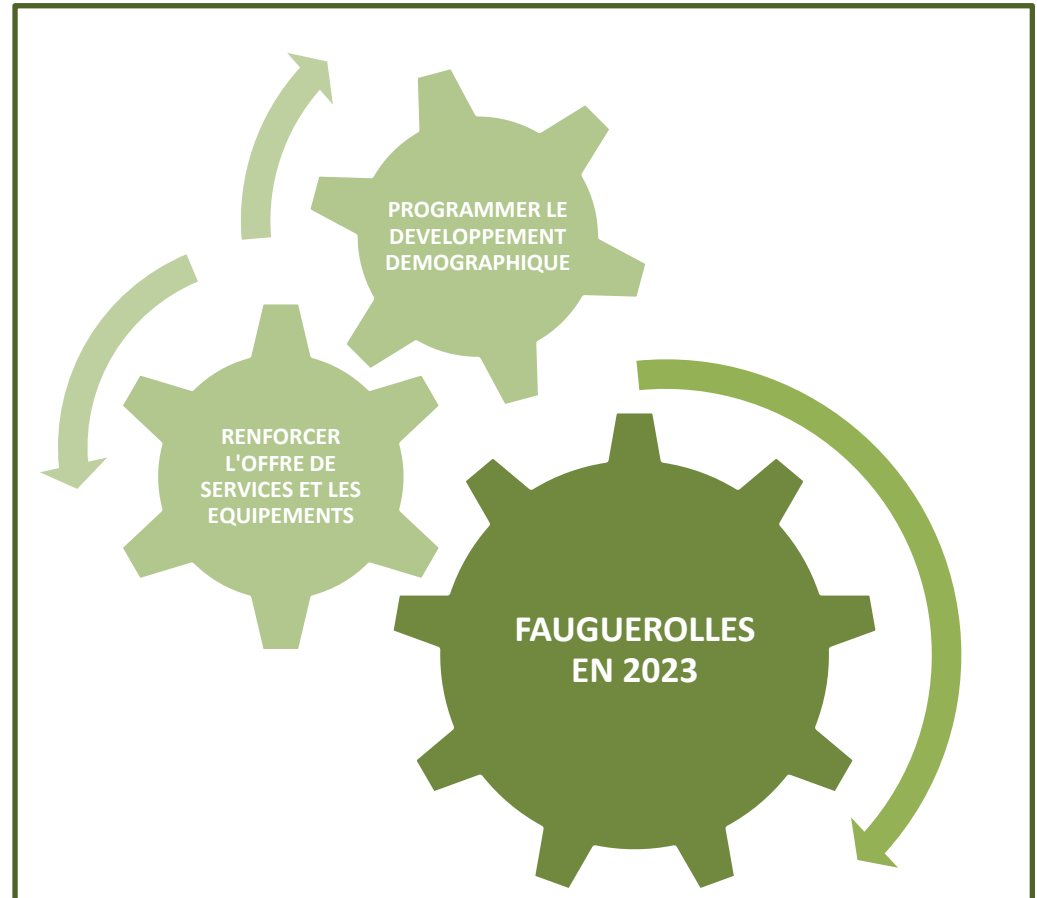 PROGRAMMER LE
DEVELOPPEMENT
DEMOGRAPHIQUE
RENFORCER
L'OFFRE DE
SERVICES ET LES
EQUIPEMENTS
FAUGUEROLLES
EN 2023